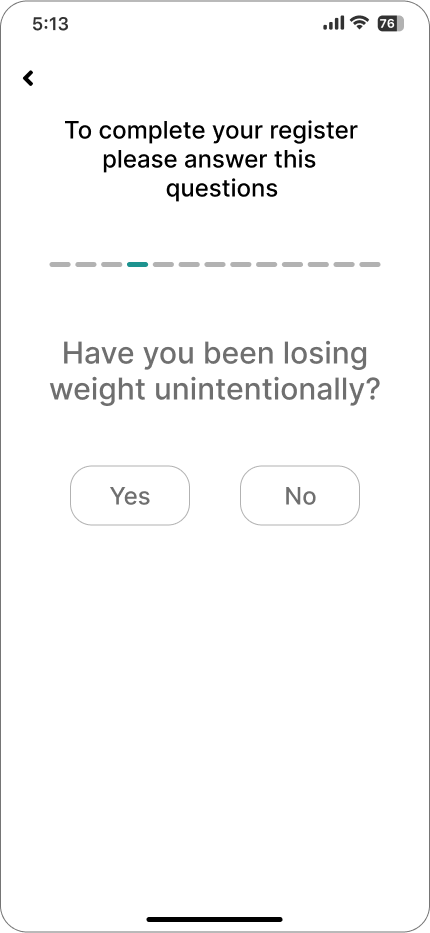 5:13
76
To complete your register
please answer this
questions
Have you been losing
weight unintentionally?
Yes
No